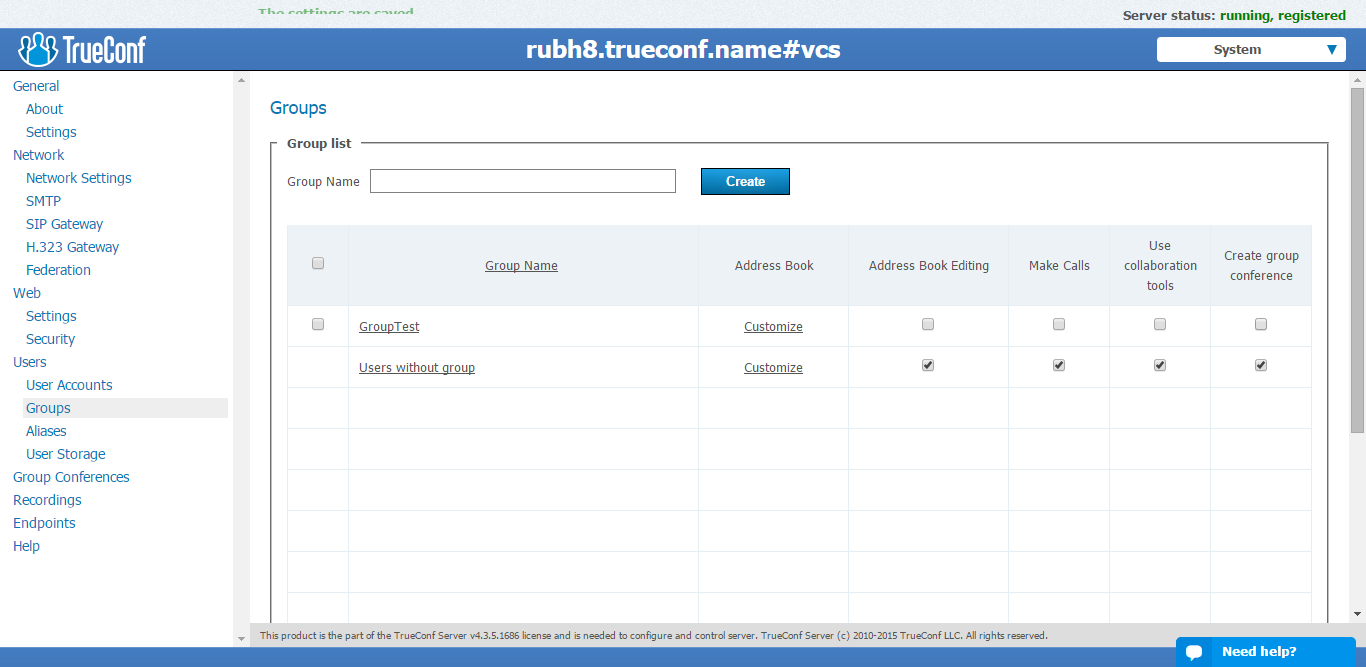 The settings are saved
Server status: running, registered
TrueConf
rubh8.trueconf.name#vcs
System
General
About
Settings
Network
Network Settings
SMTP
SIP Gateway
H.323 Gateway
Federation
Web
Settings
Security
Users
User Accounts
Groups
Aliases
User Storage
Group Conferences
Recordings
Endpoints
Help
Groups
Group list
Group Name
Create
Group Name
Address Book
Address Book Editing
Make Calls
Use
collaboration
tools
Create group
conference
GroupTest
Customize
Users without group
Customize
This product is the part of the TrueConf Server v4.3.5.1686 license and is needed to configure and control server. TrueConf Server (c) 2010-2015 TrueConf LLC. All rights reserved.
Need help?